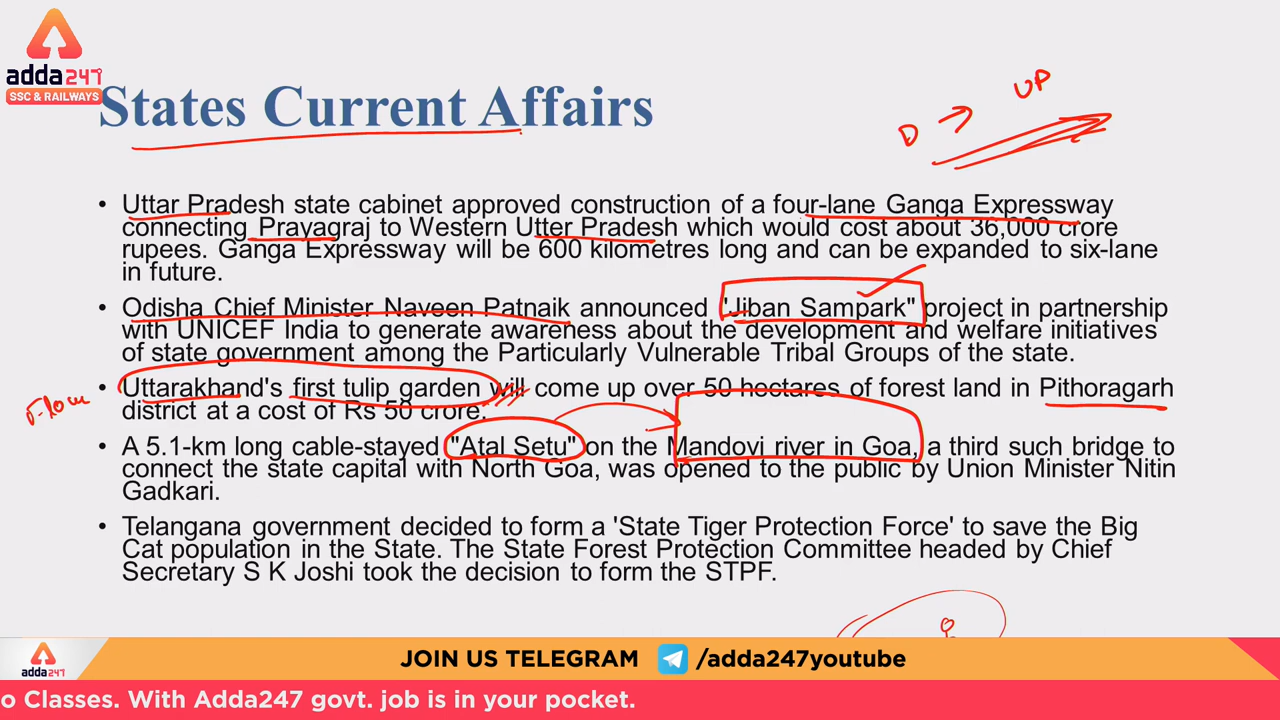 adda247
SSC & RAILWAYS
States Current Affairs
UP
D
• Uttar Pradesh state cabinet approved construction of a four-lane Ganga Expressway
connecting Prayagraj to Western Utter Pradesh which would cost about 36,000 crore
rupees. Ganga Expressway will be 600 kilometres long and can be expanded to six-lane
in future.
• Odisha Chief Minister Naveen Patnaik announced "Jiban Sampark" project in partnership
with UNICEF India to generate awareness about the development and welfare initiatives
of state government among the Particularly Vulnerable Tribal Groups of the state.
• Uttarakhand's first tulip garden will come up over 50 hectares of forest land in Pithoragarh
district at a cost of Rs 50 crore.
• A 5.1-km long cable-stayed "Atal Setu" on the Mandovi river in Goa, a third such bridge to
connect the state capital with North Goa, was opened to the public by Union Minister Nitin
Gadkari.
• Telangana government decided to form a 'State Tiger Protection Force' to save the Big
Cat population in the State. The State Forest Protection Committee headed by Chief
Secretary S K Joshi took the decision to form the STPF.
adda247
JOIN US TELEGRAM /adda247youtube
o Classes. With Adda247 govt. job is in your pocket.